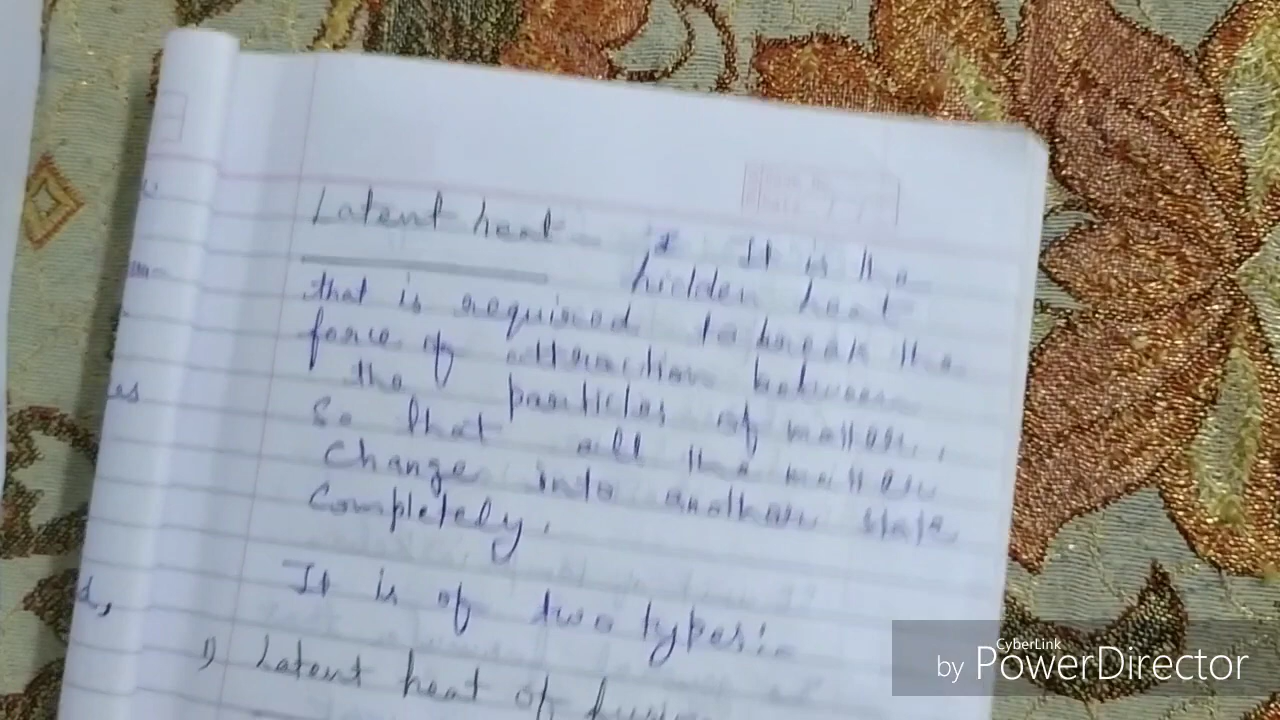 Latent heat - It is the
hidden heat
that is required to break the
force of attraction between
the particles of matter,
So that all the matter
Change into another state
Completely.
It is of two types:-
1) Latent heat of
es
d,
CyberLink
by PowerDirector